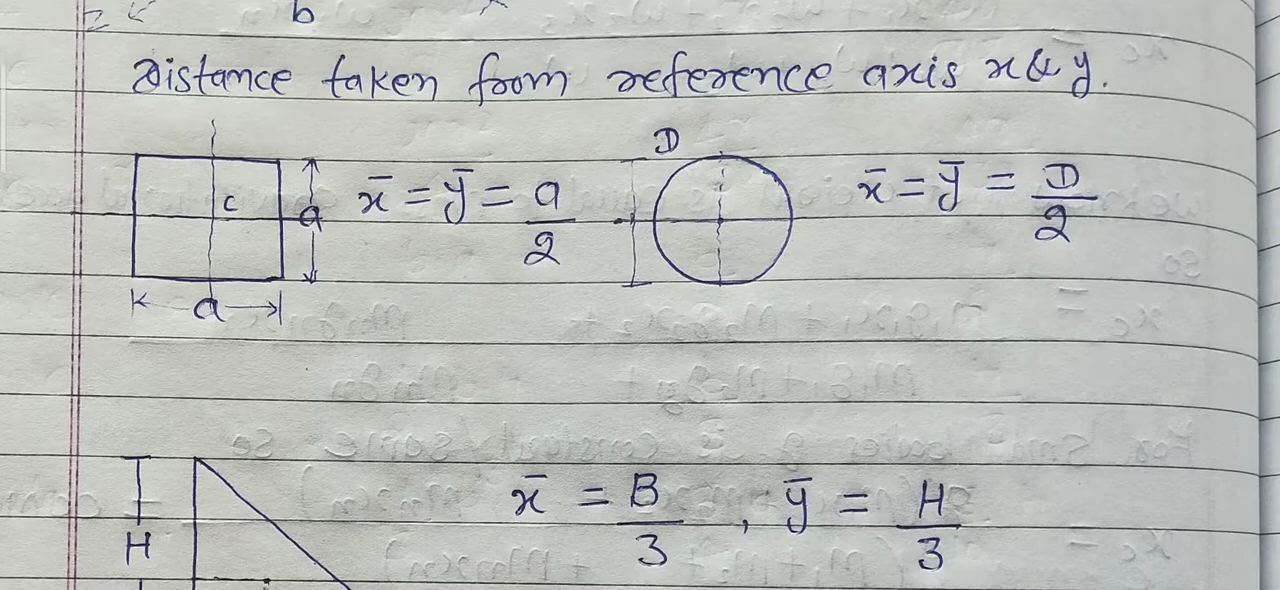 b
Distance taken from reference axis x & y.
a
c
a
x̄ = ȳ = a/2
D
x̄ = ȳ = D/2
H
x̄ = B/3 , ȳ = H/3